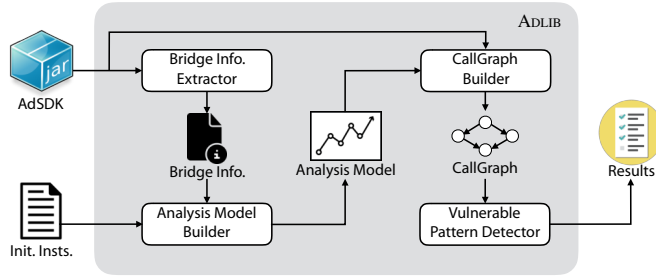 ADLIB
jar
AdSDK
Bridge Info.
Extractor
CallGraph
Builder
Bridge Info.
Analysis Model
CallGraph
Results
Init. Insts.
Analysis Model
Builder
Vulnerable
Pattern Detector